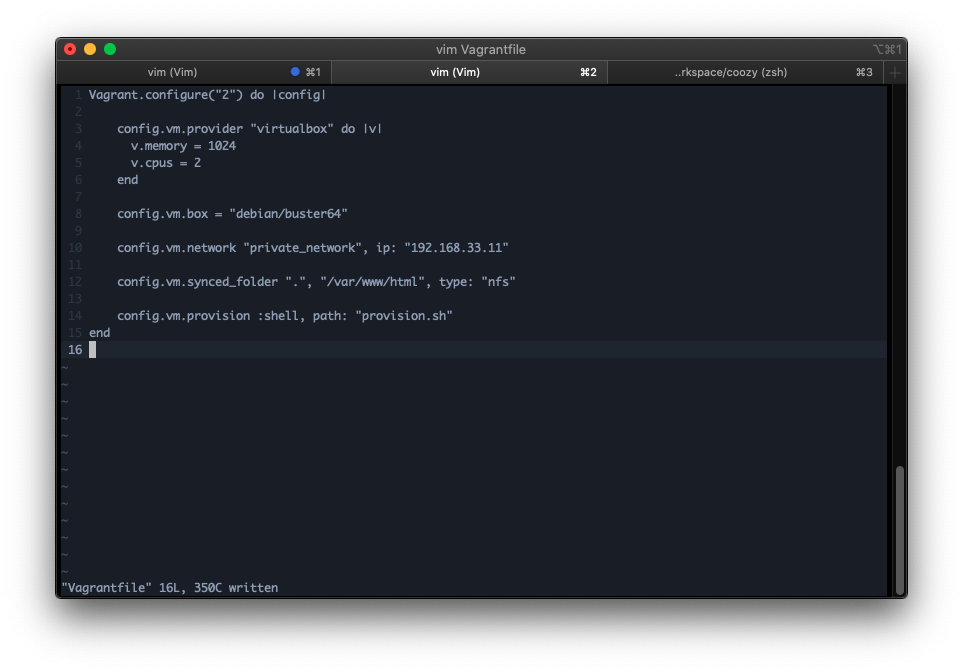 vim Vagrantfile
⌥⌘1
vim (Vim) ⌘1
vim (Vim) ⌘2
..rkspace/coozy (zsh) ⌘3
+
1 Vagrant.configure("2") do |config|
2
3     config.vm.provider "virtualbox" do |v|
4       v.memory = 1024
5       v.cpus = 2
6     end
7
8     config.vm.box = "debian/buster64"
9
10     config.vm.network "private_network", ip: "192.168.33.11"
11
12     config.vm.synced_folder ".", "/var/www/html", type: "nfs"
13
14     config.vm.provision :shell, path: "provision.sh"
15 end
16
~
~
~
~
~
~
~
~
~
~
~
~
~
"Vagrantfile" 16L, 350C written